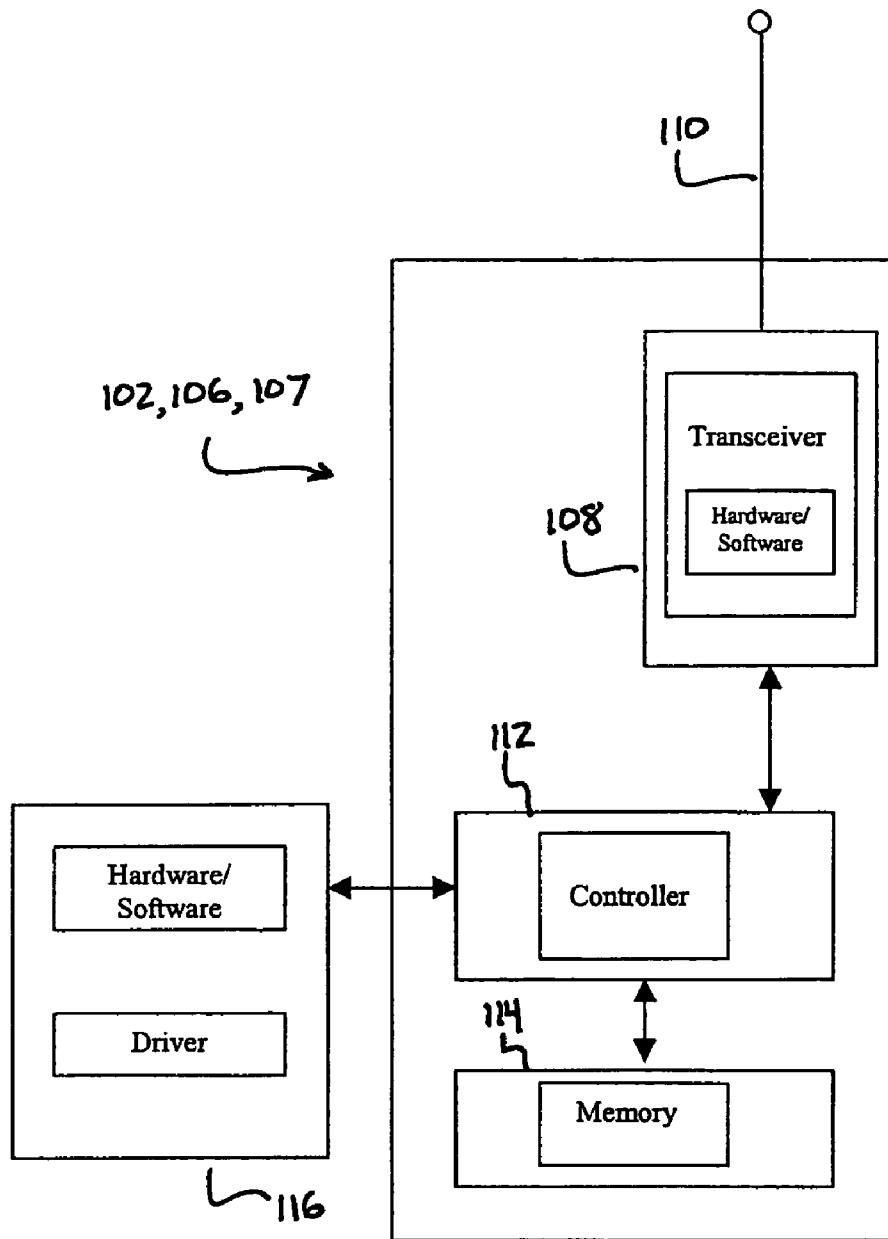 110
102, 106, 107
Transceiver
Hardware/
Software
108
112
Hardware/
Software
Controller
Driver
114
Memory
116